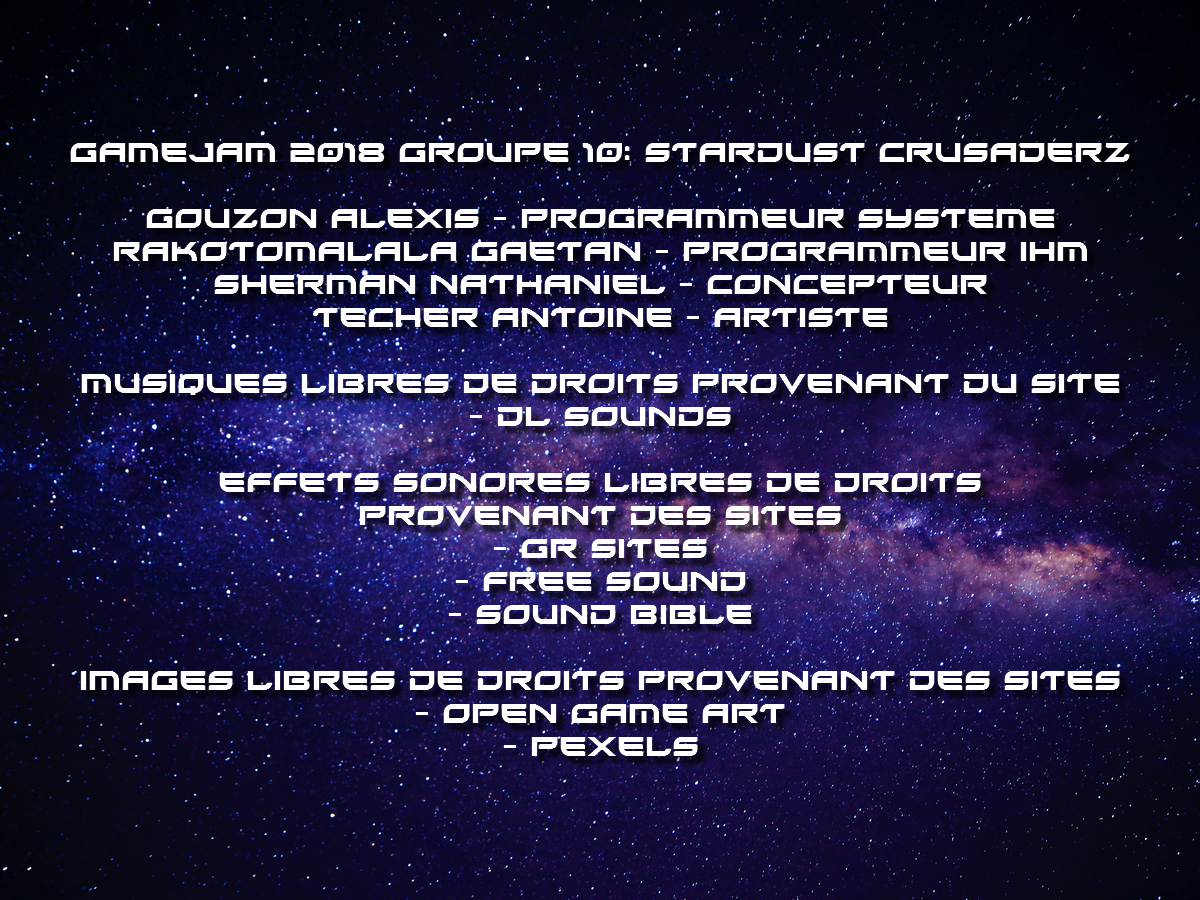 GAMEJAM 2018 GROUPE 10: STARDUST CRUSADERZ
GOUZON ALEXIS - PROGRAMMEUR SYSTEME
RAKOTOMALALA GAETAN - PROGRAMMEUR IHM
SHERMAN NATHANIEL - CONCEPTEUR
TECHER ANTOINE - ARTISTE
MUSIQUES LIBRES DE DROITS PROVENANT DU SITE
- DL SOUNDS
EFFETS SONORES LIBRES DE DROITS
PROVENANT DES SITES
- GR SITES
- FREE SOUND
- SOUND BIBLE
IMAGES LIBRES DE DROITS PROVENANT DES SITES
- OPEN GAME ART
- PEXELS